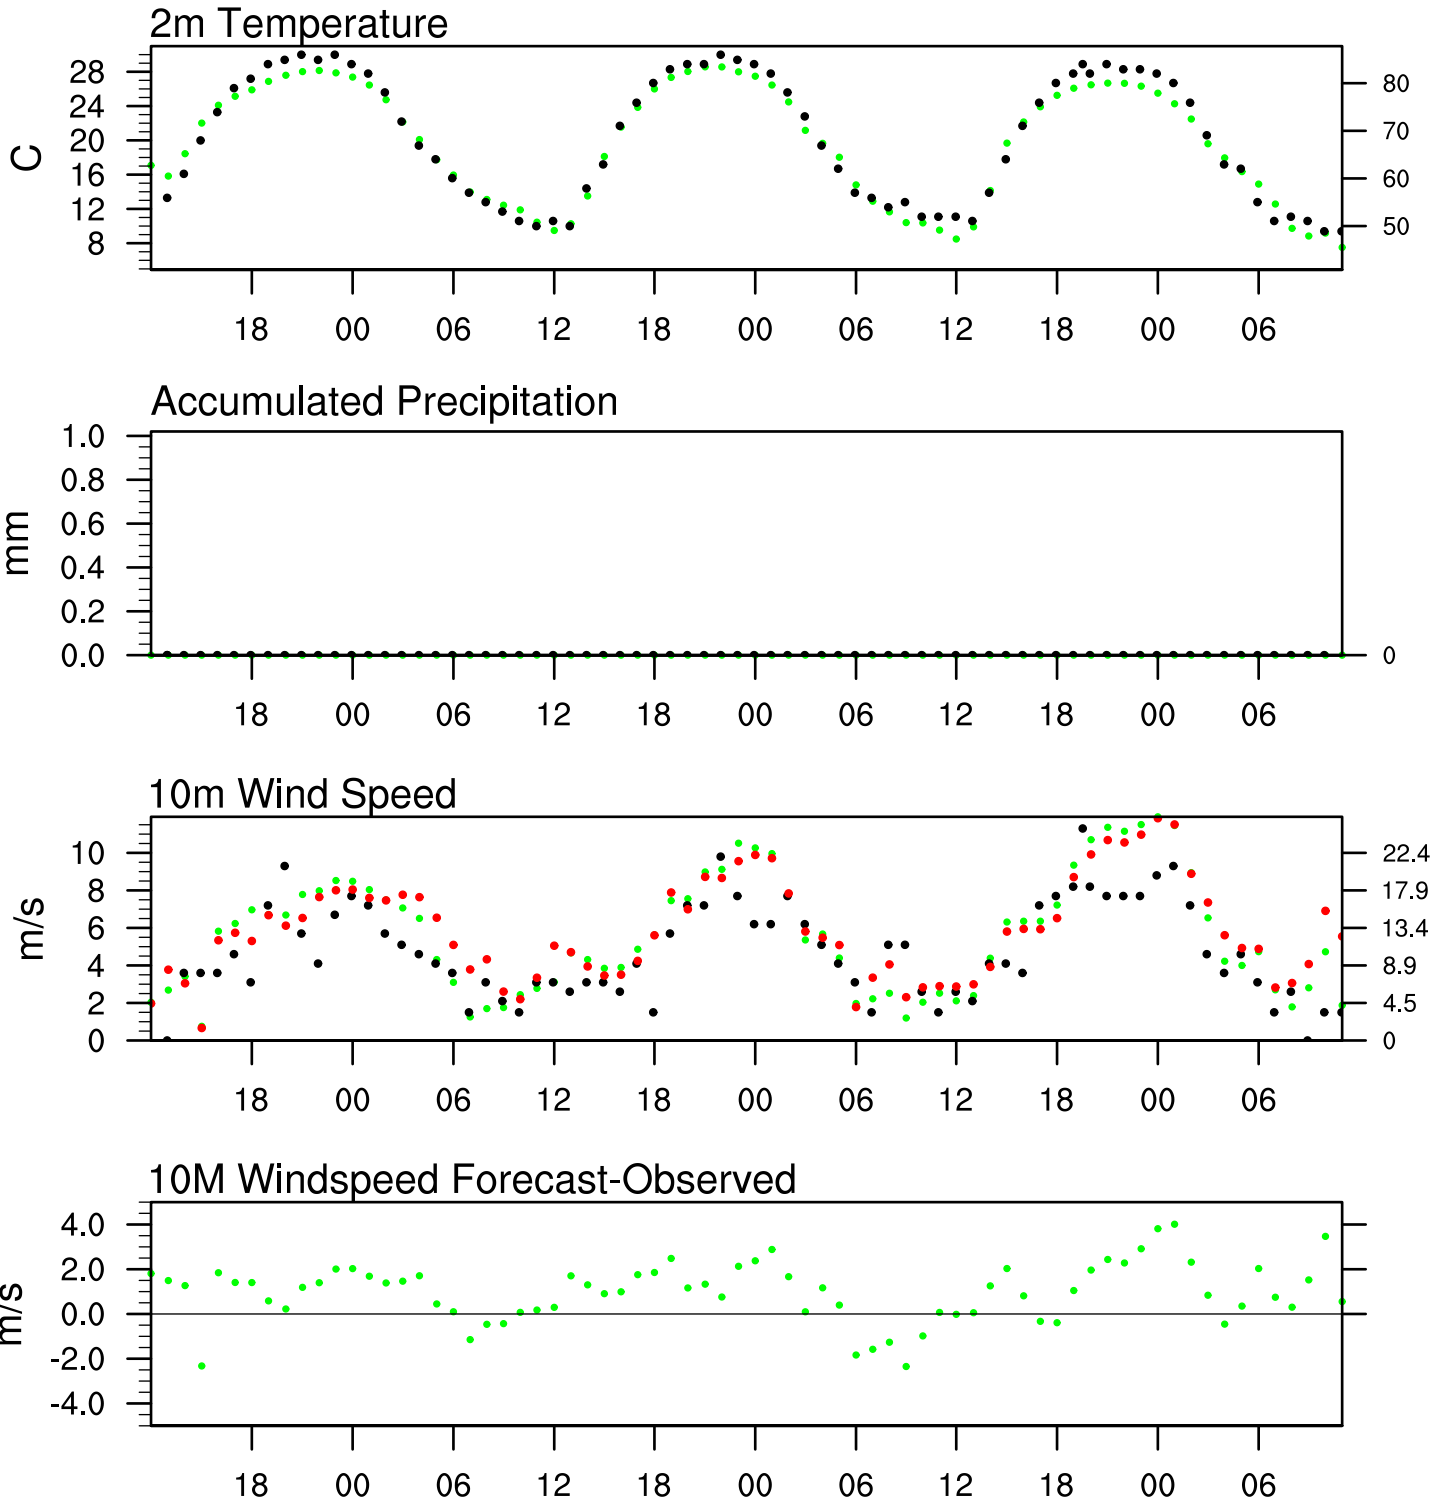 2m Temperature
28
24
20
16
12
8
C
80
70
60
50
18 00 06 12 18 00 06 12 18 00 06
Accumulated Precipitation
1.0
0.8
0.6
0.4
0.2
0.0
mm
0
18 00 06 12 18 00 06 12 18 00 06
10m Wind Speed
10
8
6
4
2
0
m/s
22.4
17.9
13.4
8.9
4.5
0
18 00 06 12 18 00 06 12 18 00 06
10M Windspeed Forecast-Observed
4.0
2.0
0.0
-2.0
-4.0
m/s
18 00 06 12 18 00 06 12 18 00 06